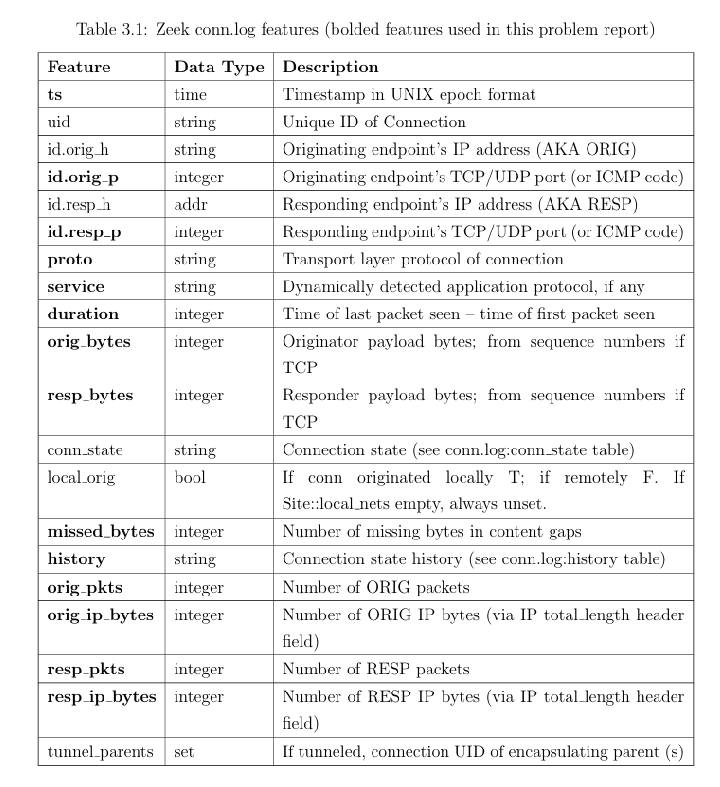 Table 3.1: Zeek conn.log features (bolded features used in this problem report)
Feature Data Type Description
ts time Timestamp in UNIX epoch format
uid string Unique ID of Connection
id.orig_h string Originating endpoint's IP address (AKA ORIG)
id.orig_p integer Originating endpoint's TCP/UDP port (or ICMP code)
id.resp_h addr Responding endpoint's IP address (AKA RESP)
id.resp_p integer Responding endpoint's TCP/UDP port (or ICMP code)
proto string Transport layer protocol of connection
service string Dynamically detected application protocol, if any
duration integer Time of last packet seen – time of first packet seen
orig_bytes integer Originator payload bytes; from sequence numbers if
TCP
resp_bytes integer Responder payload bytes; from sequence numbers if
TCP
conn_state string Connection state (see conn.log:conn_state table)
local_orig bool If conn originated locally T; if remotely F. If
Site::local_nets empty, always unset.
missed_bytes integer Number of missing bytes in content gaps
history string Connection state history (see conn.log:history table)
orig_pkts integer Number of ORIG packets
orig_ip_bytes integer Number of ORIG IP bytes (via IP total_length header
field)
resp_pkts integer Number of RESP packets
resp_ip_bytes integer Number of RESP IP bytes (via IP total_length header
field)
tunnel_parents set If tunneled, connection UID of encapsulating parent (s)